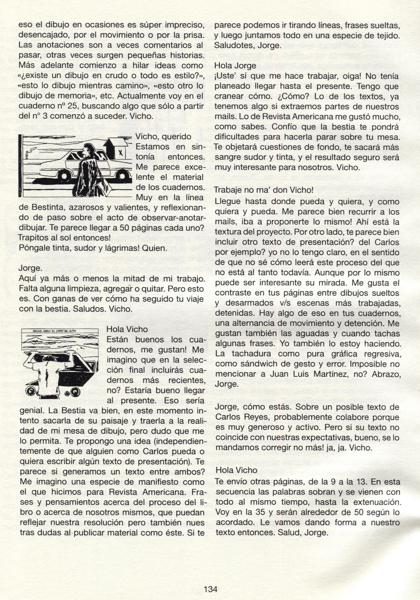 eso el dibujo en ocasiones es súper impreciso,
desencajado, por el movimiento o por la prisa.
Las anotaciones son a veces comentarios al
pasar, otras veces surgen pequeñas historias.
Más adelante comienzo a hilar ideas como
«¿existe un dibujo en crudo o todo es estilo?»,
«esto lo dibujo mientras camino», «esto otro lo
dibujo de memoria», etc. Actualmente voy en el
cuaderno nº 25, buscando algo que sólo a partir
del n° 3 comenzó a suceder. Vicho.
Vicho, querido
Estamos en sin-
tonía entonces.
Me parece exce-
lente el material
de los cuadernos.
Muy en la línea
de Bestinta, azarosos y valientes, y reflexionan-
do de paso sobre el acto de observar-anotar-
dibujar. Te parece llegar a 50 páginas cada uno?
Trapitos al sol entonces!
Póngale tinta, sudor y lágrimas! Quien.
Jorge.
Aquí ya más o menos la mitad de mi trabajo.
Falta alguna limpieza, agregar o quitar. Pero esto
es. Con ganas de ver cómo ha seguido tu viaje
con la bestia. Saludos. Vicho.
Hola Vicho
Están buenos los cua-
dernos, me gustan! Me
imagino que en la selec-
ción final incluirás cua-
dernos más recientes,
no? Estaría bueno llegar
al presente. Eso sería
genial. La Bestia va bien, en este momento in-
tento sacarla de su paisaje y traerla a la reali-
dad de mi mesa de dibujo, pero dudo que me
lo permita. Te propongo una idea (independien-
temente de que alguien como Carlos pueda o
quiera escribir algún texto de presentación). Te
parece si generamos un texto entre ambos?
Me imagino una especie de manifiesto como
el que hicimos para Revista Americana. Fra-
ses y pensamientos acerca del proceso del li-
bro o acerca de nosotros mismos, que puedan
reflejar nuestra resolución pero también nues-
tras dudas al publicar material como éste. Si te
parece podemos ir tirando líneas, frases sueltas,
y luego juntamos todo en una especie de tejido.
Saludotes, Jorge.
Hola Jorge
¡Uste' si que me hace trabajar, oiga! No tenía
planeado llegar hasta el presente. Tengo que
cranear cómo. ¿Cómo? Lo de los textos, ya
tenemos algo si extraemos partes de nuestros
mails. Lo de Revista Americana me gustó mucho,
como sabes. Confío que la bestia te pondrá
dificultades para hacerla parar sobre tu mesa.
Te objetará cuestiones de fondo, te sacará más
sangre sudor y tinta, y el resultado seguro será
muy interesante para nosotros. Vicho.
Trabaje no ma' don Vicho!
Llegue hasta donde pueda y quiera, y como
quiera y pueda. Me parece bien recurrir a los
mails, iba a proponerte lo mismo! Ahí está la
textura del proyecto. Por otro lado, te parece bien
incluir otro texto de presentación? del Carlos
por ejemplo? yo no lo tengo claro, en el sentido de
que no sé cómo leerá este proceso del que
no está al tanto todavía. Aunque por lo mismo
puede ser interesante su mirada. Me gusta el
contraste en tus páginas entre dibujos sueltos
y desarmados v/s escenas más trabajadas,
detenidas. Hay algo de eso en tus cuadernos,
una alternancia de movimiento y detención. Me
gustan también las aguadas y cuando tachas
algunas frases. Yo también lo estoy haciendo.
La tachadura como pura gráfica regresiva,
como sándwich de gesto y error. Imposible no
mencionar a Juan Luis Martínez, no? Abrazo,
Jorge.
Jorge, cómo estás. Sobre un posible texto de
Carlos Reyes, probablemente colabore porque
es muy generoso y activo. Pero si su texto no
coincide con nuestras expectativas, bueno, se lo
mandamos corregir no más! ja, ja. Vicho.
Hola Vicho
Te envío otras páginas, de la 9 a la 13. En esta
secuencia las palabras sobran y se vienen con
todo al mismo tiempo, hasta la extenuación.
Voy en la 35 y serán alrededor de 50 según lo
acordado. Le vamos dando forma a nuestro
texto entonces. Salud, Jorge.
134